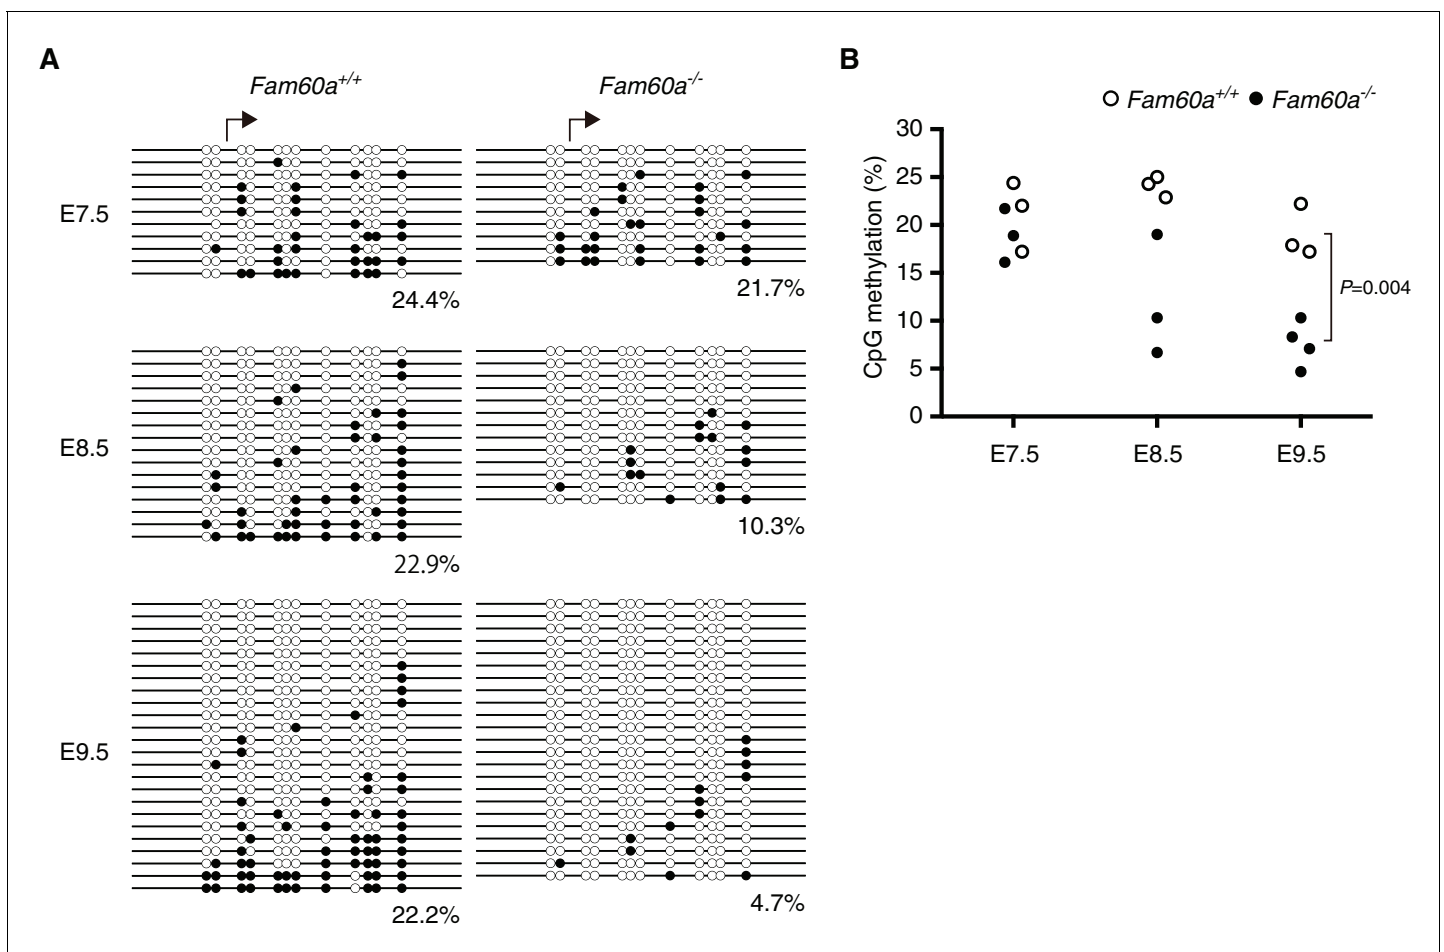 A
Fam60a+/+
Fam60a-/-
E7.5
24.4%
21.7%
E8.5
22.9%
10.3%
E9.5
22.2%
4.7%
B
Fam60a+/+ Fam60a-/-
CpG methylation (%)
30
25
20
15
10
5
0
P=0.004
E7.5 E8.5 E9.5